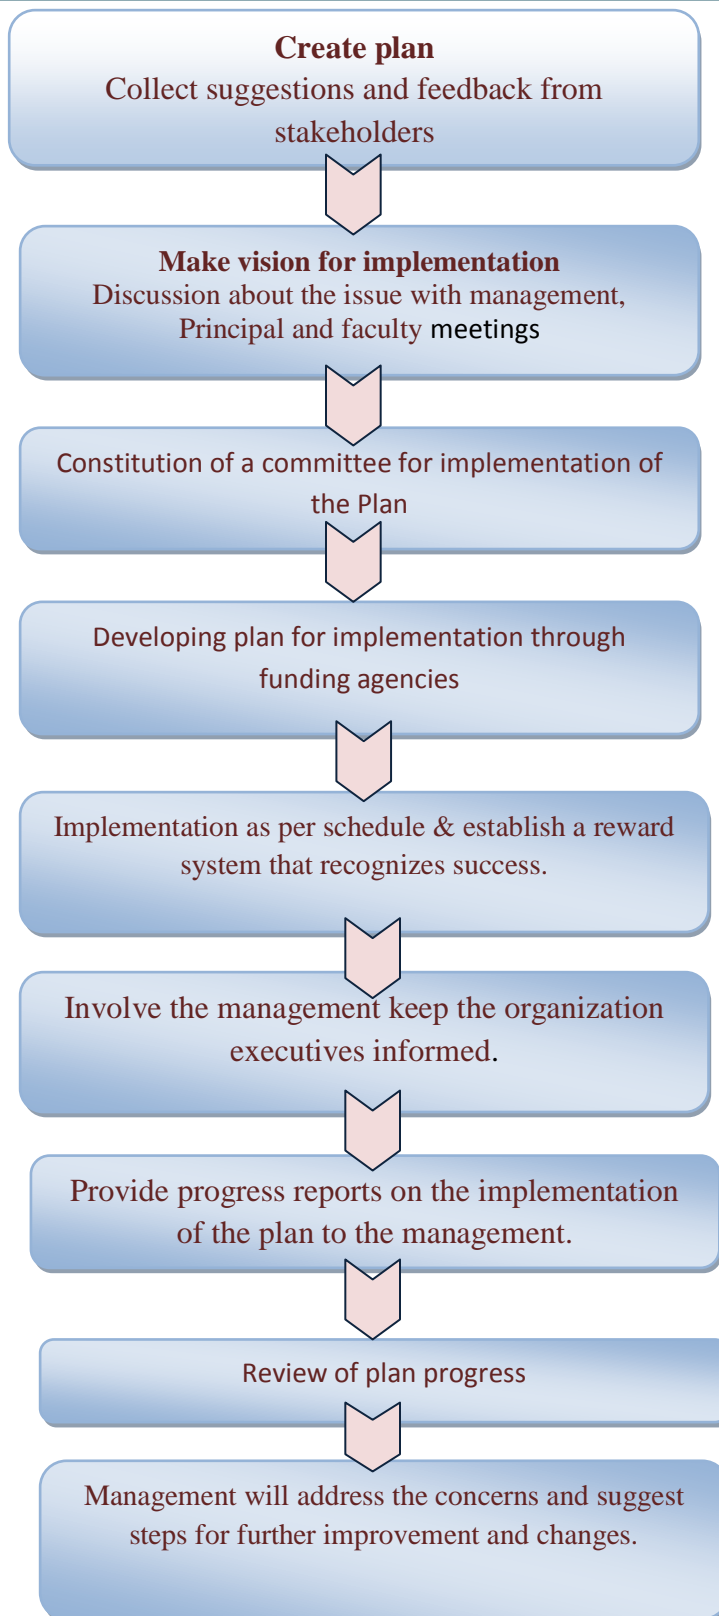 Create plan
Collect suggestions and feedback from
stakeholders
Make vision for implementation
Discussion about the issue with management,
Principal and faculty meetings
Constitution of a committee for implementation of
the Plan
Developing plan for implementation through
funding agencies
Implementation as per schedule & establish a reward
system that recognizes success.
Involve the management keep the organization
executives informed.
Provide progress reports on the implementation
of the plan to the management.
Review of plan progress
Management will address the concerns and suggest
steps for further improvement and changes.